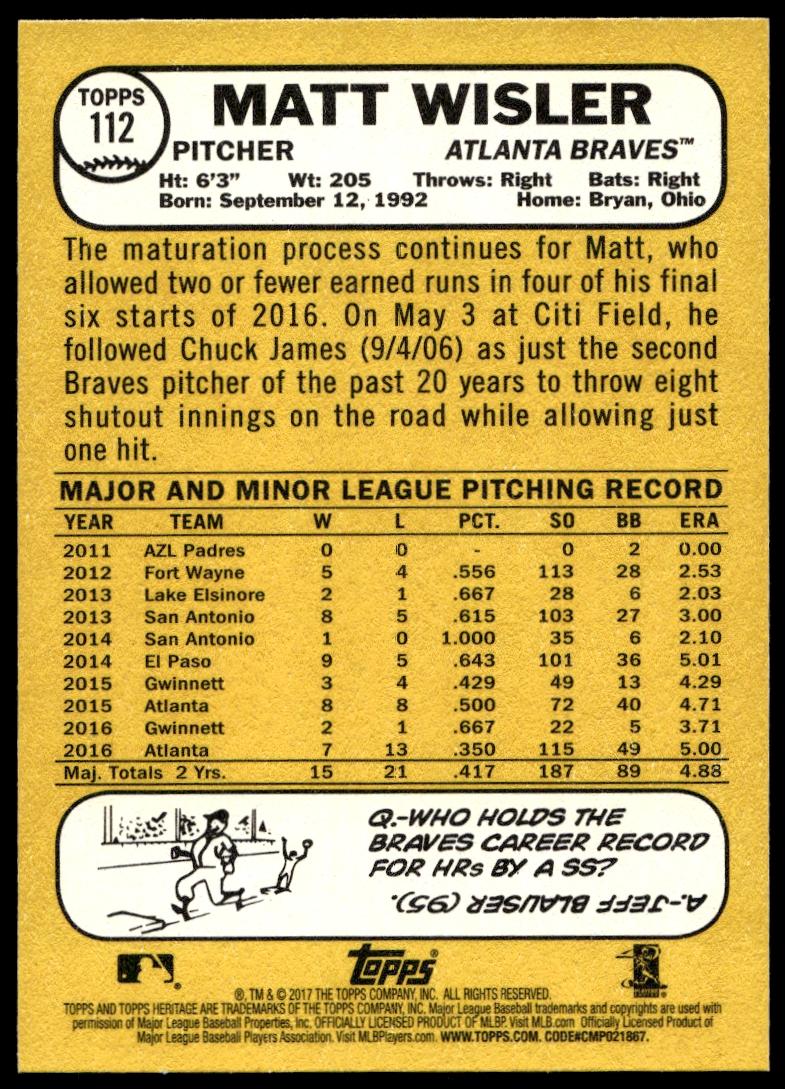 TOPPS
112
MATT WISLER
PITCHER ATLANTA BRAVES™
Ht: 6'3" Wt: 205 Throws: Right Bats: Right
Born: September 12, 1992 Home: Bryan, Ohio
The maturation process continues for Matt, who
allowed two or fewer earned runs in four of his final
six starts of 2016. On May 3 at Citi Field, he
followed Chuck James (9/4/06) as just the second
Braves pitcher of the past 20 years to throw eight
shutout innings on the road while allowing just
one hit.
MAJOR AND MINOR LEAGUE PITCHING RECORD
YEAR TEAM W L PCT. SO BB ERA
2011 AZL Padres 0 0 - 0 2 0.00
2012 Fort Wayne 5 4 .556 113 28 2.53
2013 Lake Elsinore 2 1 .667 28 6 2.03
2013 San Antonio 8 5 .615 103 27 3.00
2014 San Antonio 1 0 1.000 35 6 2.10
2014 El Paso 9 5 .643 101 36 5.01
2015 Gwinnett 3 4 .429 49 13 4.29
2015 Atlanta 8 8 .500 72 40 4.71
2016 Gwinnett 2 1 .667 22 5 3.71
2016 Atlanta 7 13 .350 115 49 5.00
Maj. Totals 2 Yrs. 15 21 .417 187 89 4.88
Q.-WHO HOLDS THE
BRAVES CAREER RECORD
FOR HRs BY A SS?
A.-JEFF BLAUSER (95).
topps
®, TM & © 2017 THE TOPPS COMPANY, INC. ALL RIGHTS RESERVED.
TOPPS AND TOPPS HERITAGE ARE TRADEMARKS OF THE TOPPS COMPANY, INC. Major League Baseball trademarks and copyrights are used with
permission of Major League Baseball Properties, Inc. OFFICIALLY LICENSED PRODUCT OF MLBP. Visit MLB.com Officially Licensed Product of
Major League Baseball Players Association. Visit MLBPlayers.com. WWW.TOPPS.COM. CODE#CMP021867.